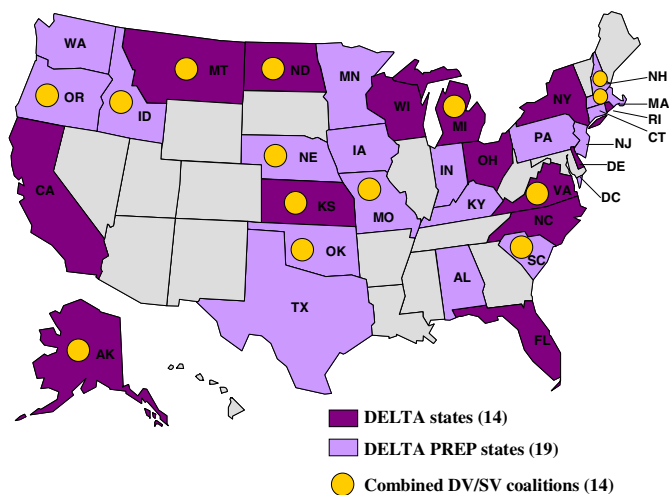 WA
MT
ND
MN
OR
ID
WI
MI
NY
NH
MA
RI
CT
NJ
PA
IA
NE
OH
IN
DE
DC
CA
KS
MO
KY
VA
NC
OK
SC
TX
AL
FL
AK
DELTA states (14)
DELTA PREP states (19)
Combined DV/SV coalitions (14)